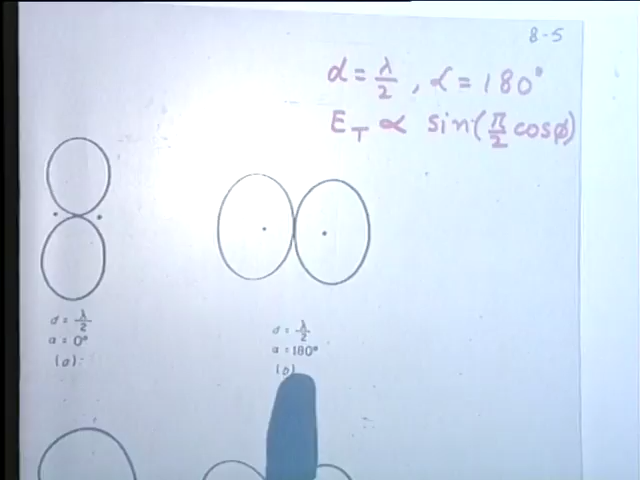 8-5
d = λ/2 , α = 180°
E_T ∝ sin(π/2 cosφ)
d = λ/2
α = 0°
(a)
d = λ/2
α = 180°